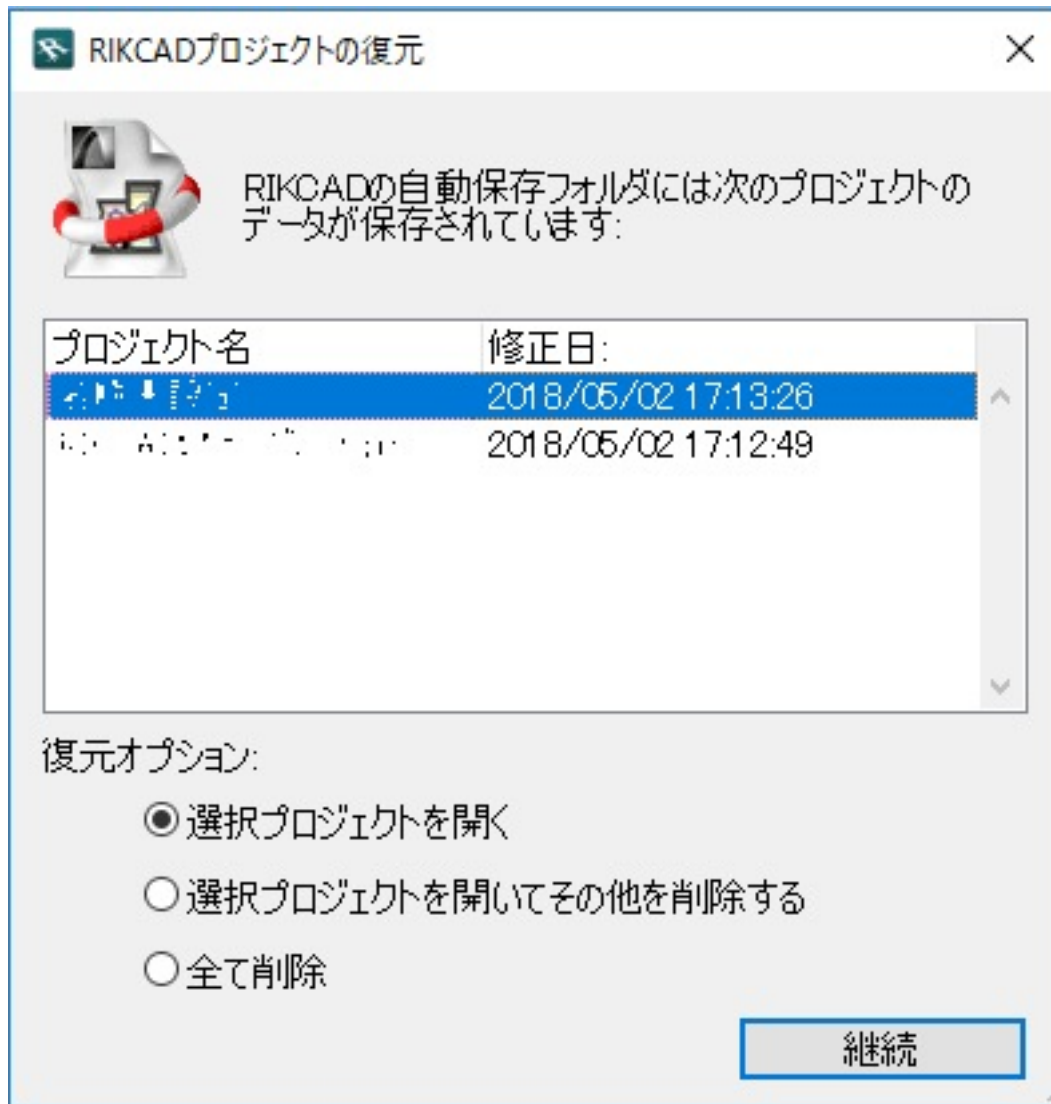 RIKCADプロジェクトの復元
RIKCADの自動保存フォルダには次のプロジェクトの
データが保存されています:
プロジェクト名 修正日:
2018/05/02 17:13:26
2018/05/02 17:12:49
復元オプション:
選択プロジェクトを開く
選択プロジェクトを開いてその他を削除する
全て削除
継続